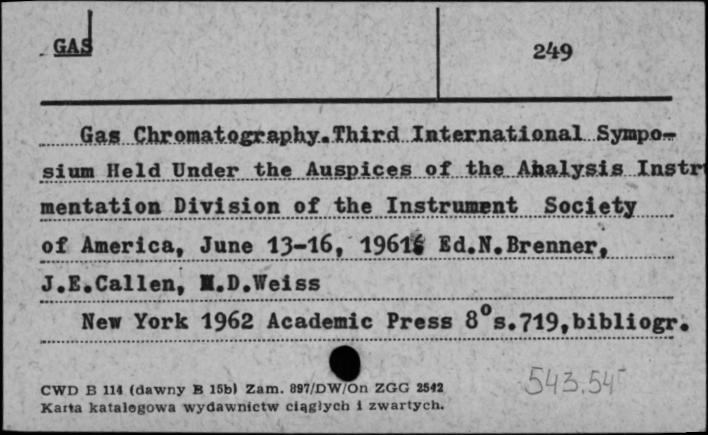 GAS
249
Gas Chromatography.Third International Sympo-
sium Held Under the Auspices of the Analysis Instr
mentation Division of the Instrument Society
of America, June 13-16, 1961. Ed.N.Brenner,
J.E.Callen, M.D.Weiss
New York 1962 Academic Press 8⁰s.719,bibliogr.
543.54
CWD B 114 (dawny B 15b) Zam. 897/DW/On ZGG 2542
Karta katalogowa wydawnictw ciągłych i zwartych.